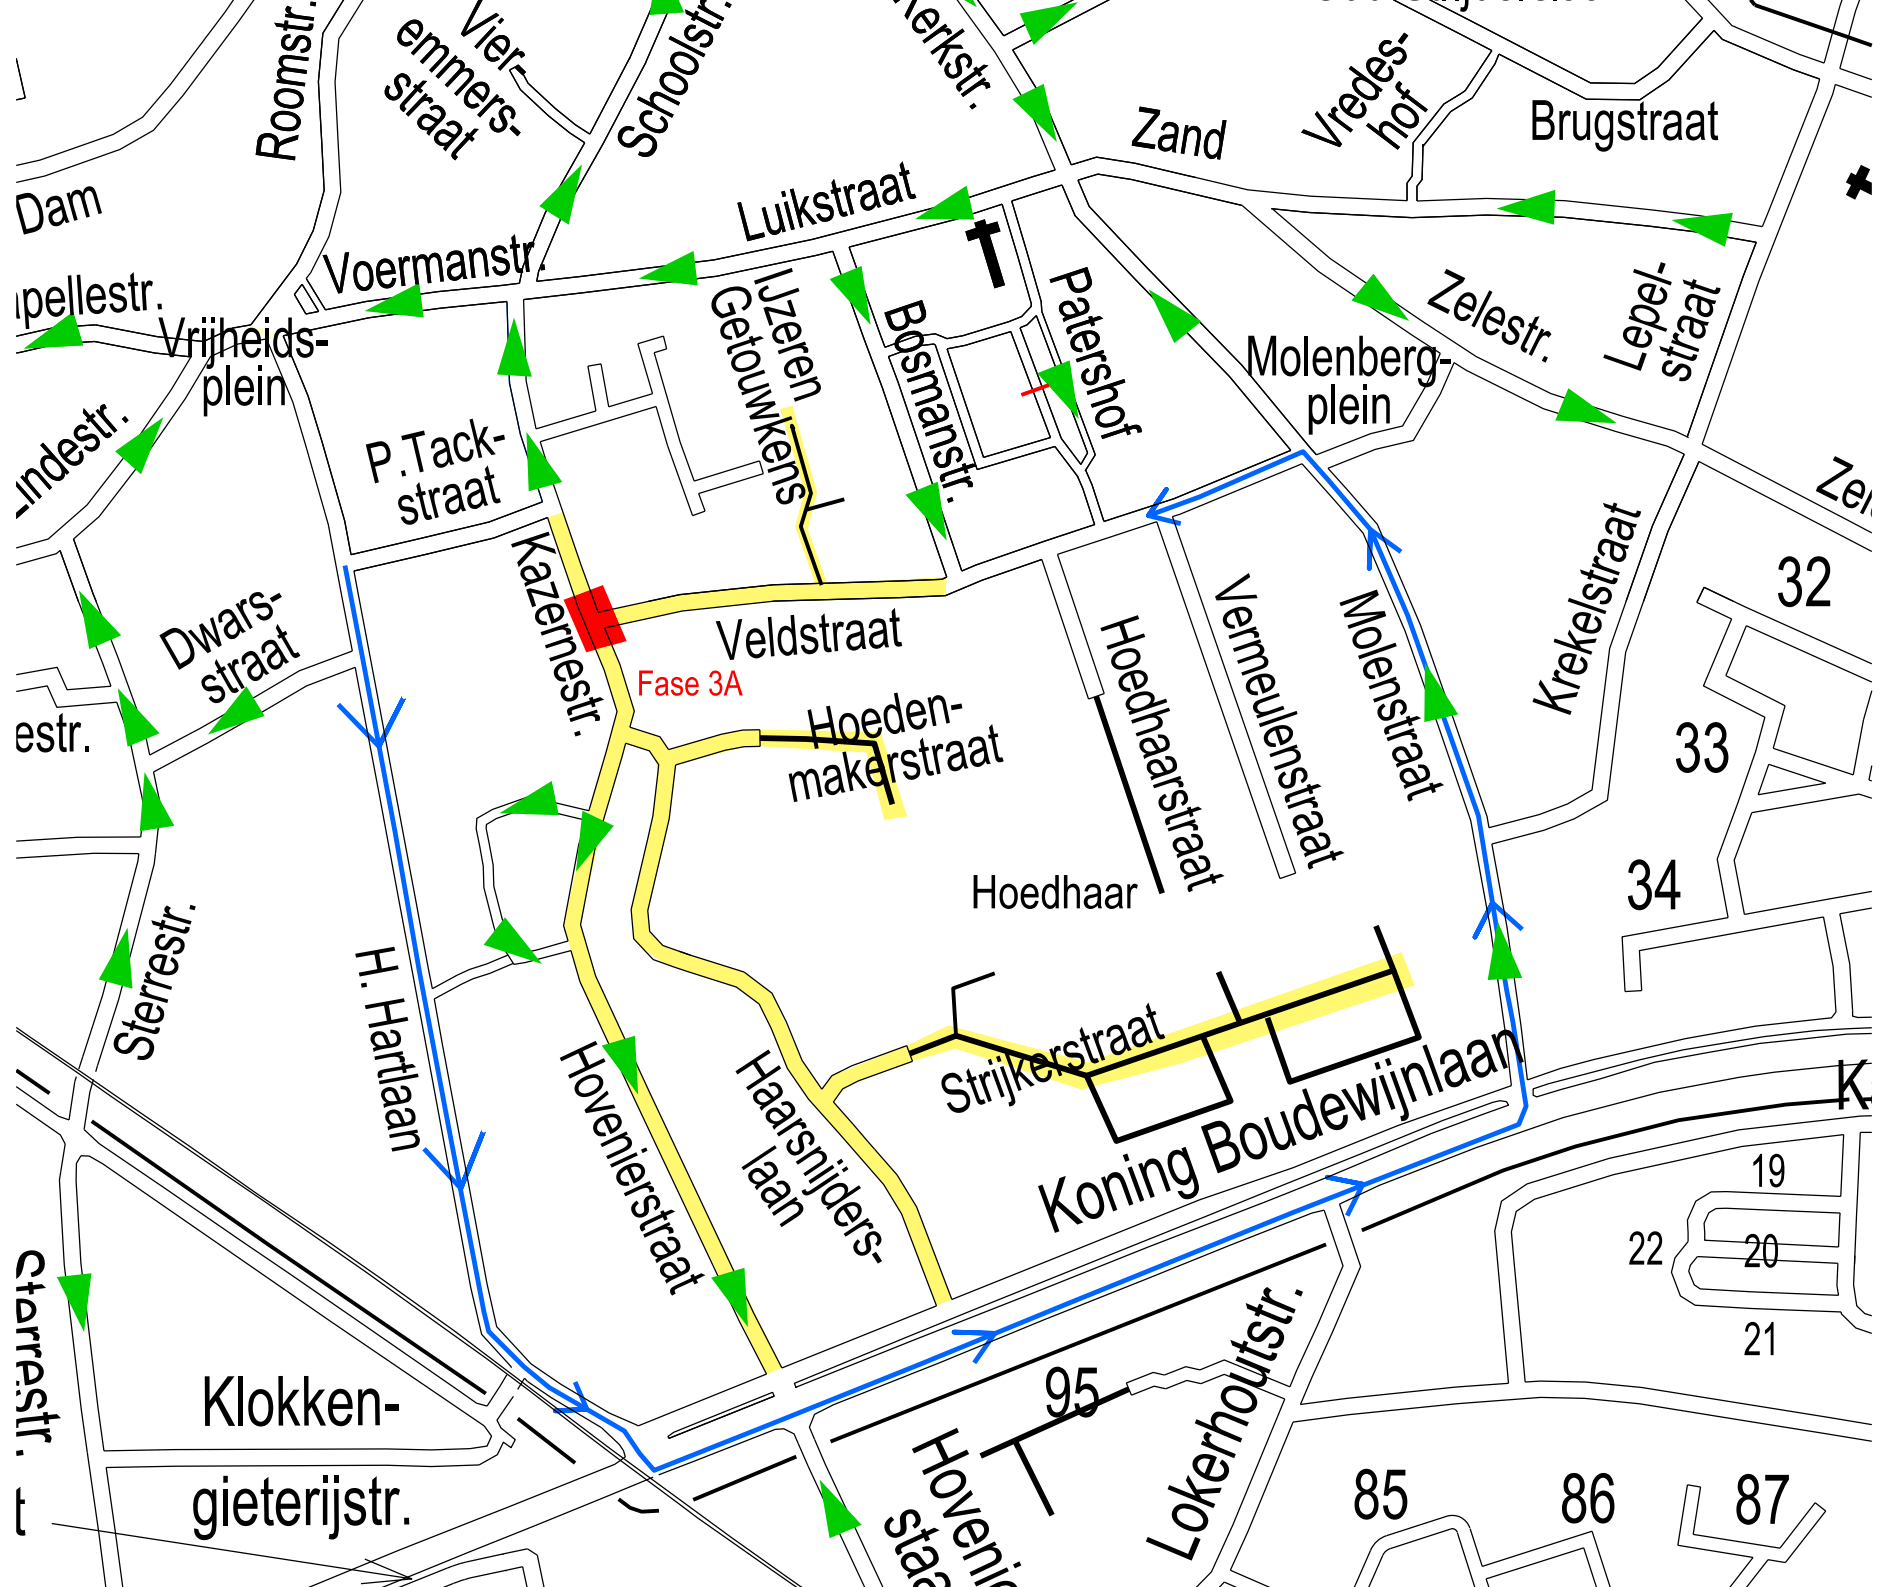 Roomstr.
Vier-
emmers-
straat
Schoolstr.
Kerkstr.
Zand
Vredes-
hof
Brugstraat
Dam
Luikstraat
Voermanstr.
Vrijheids-
plein
IJzeren
Getouwkens
Bosmanstr.
Patershof
Molenberg-
plein
Zelestr.
Lepel-
straat
P.Tack-
straat
Kazernestr.
Dwars-
straat
Veldstraat
Fase 3A
Hoeden-
makerstraat
Hoedhaarstraat
Vermeulenstraat
Molenstraat
Krekelstraat
32
33
34
Hoedhaar
Sterrestr.
H. Hartlaan
Hovenierstraat
Haarsnijders-
laan
Strijkerstraat
Koning Boudewijnlaan
19
20
21
22
Sterrestr.
Klokken-
gieterijstr.
95
Lokerhoutstr.
85
86
87